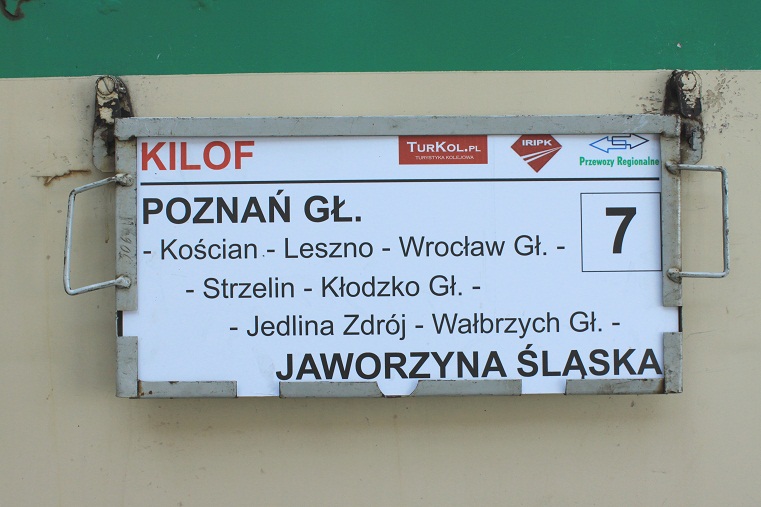 KILOF
TURKOL.PL
TURYSTYKA KOLEJOWA
IRIPK
Przewozy Regionalne
POZNAŃ GŁ.
7
- Kościan - Leszno - Wrocław Gł. -
- Strzelin - Kłodzko Gł. -
- Jedlina Zdrój - Wałbrzych Gł. -
JAWORZYNA ŚLĄSKA